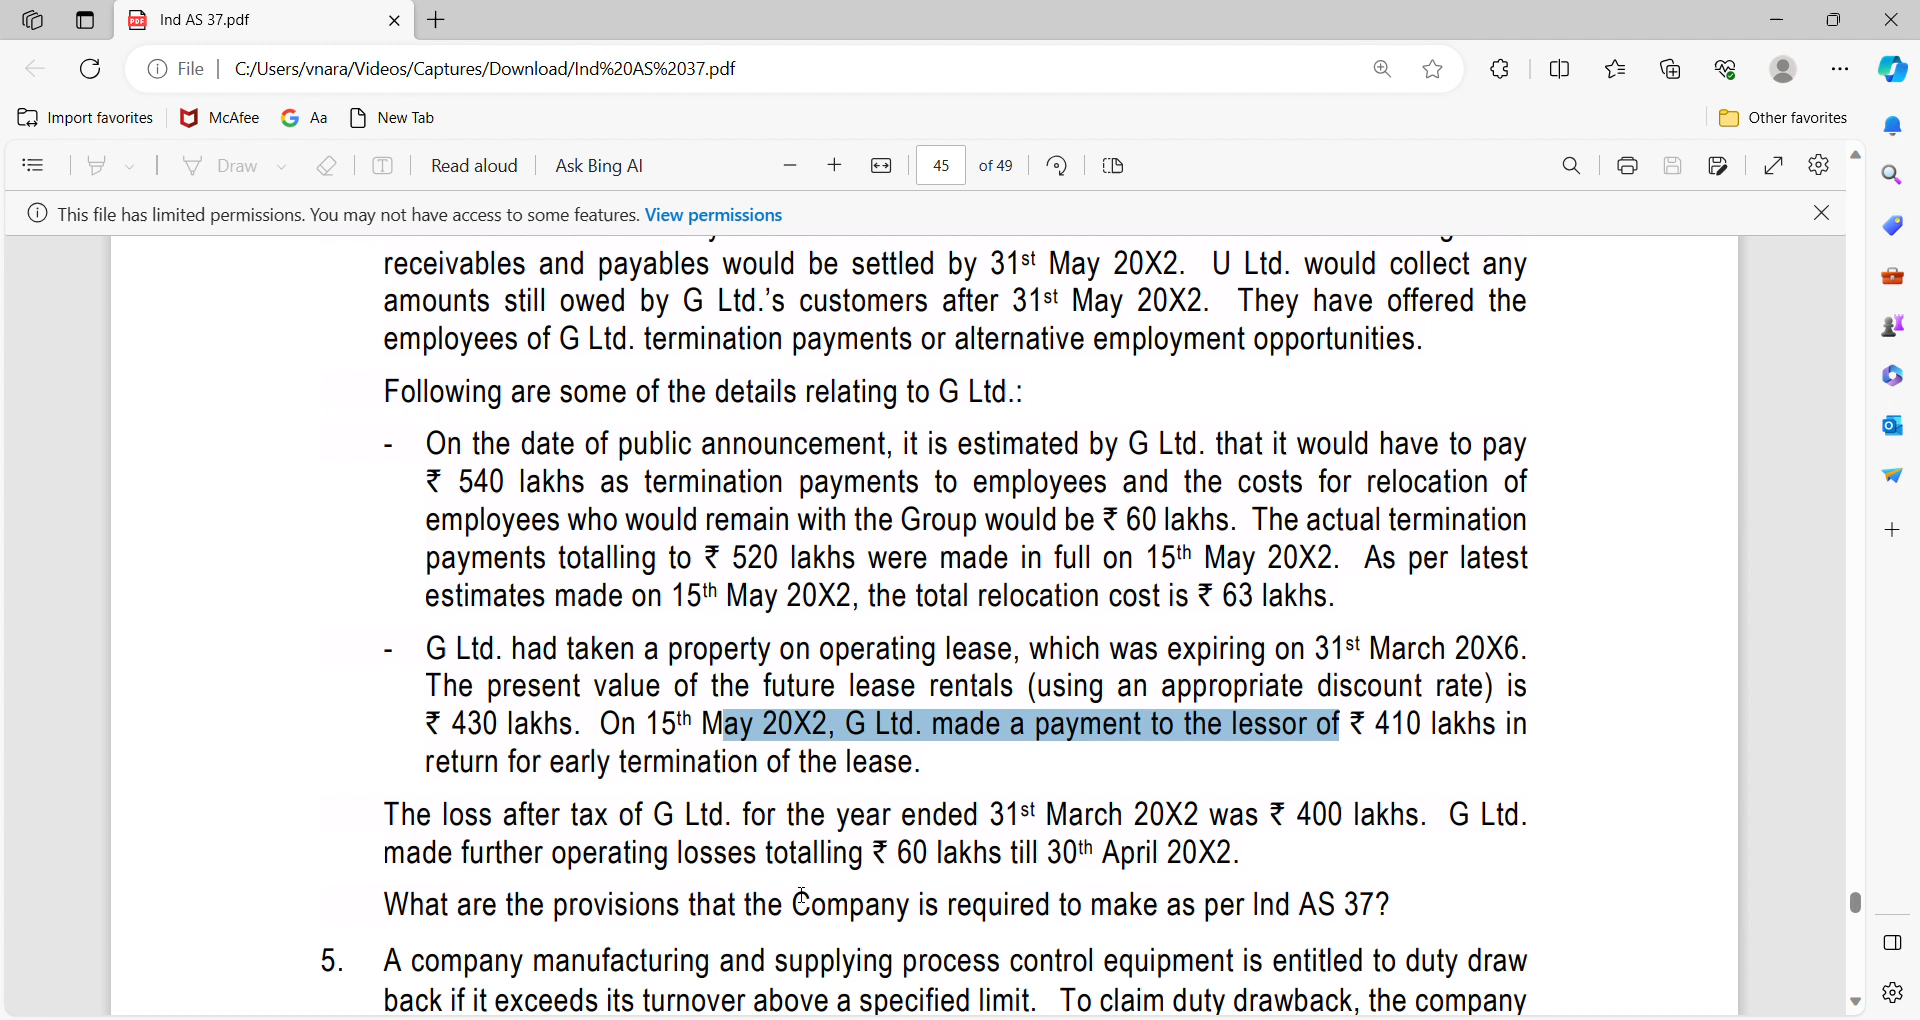 Ind AS 37.pdf
File | C:/Users/vnara/Videos/Captures/Download/Ind%20AS%2037.pdf
Import favorites McAfee Aa New Tab Other favorites
Draw Read aloud Ask Bing AI 45 of 49
This file has limited permissions. You may not have access to some features. View permissions
receivables and payables would be settled by 31st May 20X2. U Ltd. would collect any
amounts still owed by G Ltd.'s customers after 31st May 20X2. They have offered the
employees of G Ltd. termination payments or alternative employment opportunities.
Following are some of the details relating to G Ltd.:
- On the date of public announcement, it is estimated by G Ltd. that it would have to pay
₹ 540 lakhs as termination payments to employees and the costs for relocation of
employees who would remain with the Group would be ₹ 60 lakhs. The actual termination
payments totalling to ₹ 520 lakhs were made in full on 15th May 20X2. As per latest
estimates made on 15th May 20X2, the total relocation cost is ₹ 63 lakhs.
- G Ltd. had taken a property on operating lease, which was expiring on 31st March 20X6.
The present value of the future lease rentals (using an appropriate discount rate) is
₹ 430 lakhs. On 15th May 20X2, G Ltd. made a payment to the lessor of ₹ 410 lakhs in
return for early termination of the lease.
The loss after tax of G Ltd. for the year ended 31st March 20X2 was ₹ 400 lakhs. G Ltd.
made further operating losses totalling ₹ 60 lakhs till 30th April 20X2.
What are the provisions that the Company is required to make as per Ind AS 37?
5. A company manufacturing and supplying process control equipment is entitled to duty draw
back if it exceeds its turnover above a specified limit. To claim duty drawback, the company